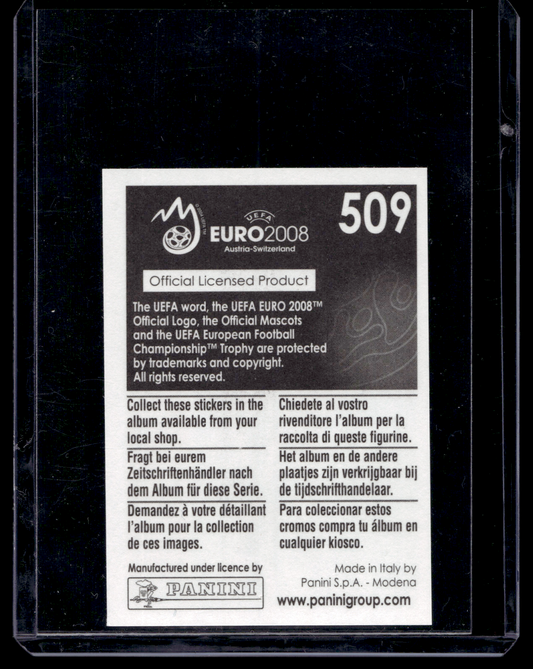 509
UEFA
EURO2008
Austria-Switzerland
Official Licensed Product
The UEFA word, the UEFA EURO 2008™
Official Logo, the Official Mascots
and the UEFA European Football
Championship™ Trophy are protected
by trademarks and copyright.
All rights reserved.
Collect these stickers in the
album available from your
local shop.
Chiedete al vostro
rivenditore l'album per la
raccolta di queste figurine.
Fragt bei eurem
Zeitschriftenhändler nach
dem Album für diese Serie.
Het album en de andere
plaatjes zijn verkrijgbaar bij
de tijdschrifthandelaar.
Demandez à votre détaillant
l'album pour la collection
de ces images.
Para coleccionar estos
cromos compra tu álbum en
cualquier kiosco.
Manufactured under licence by
PANINI
Made in Italy by
Panini S.p.A. - Modena
www.paninigroup.com